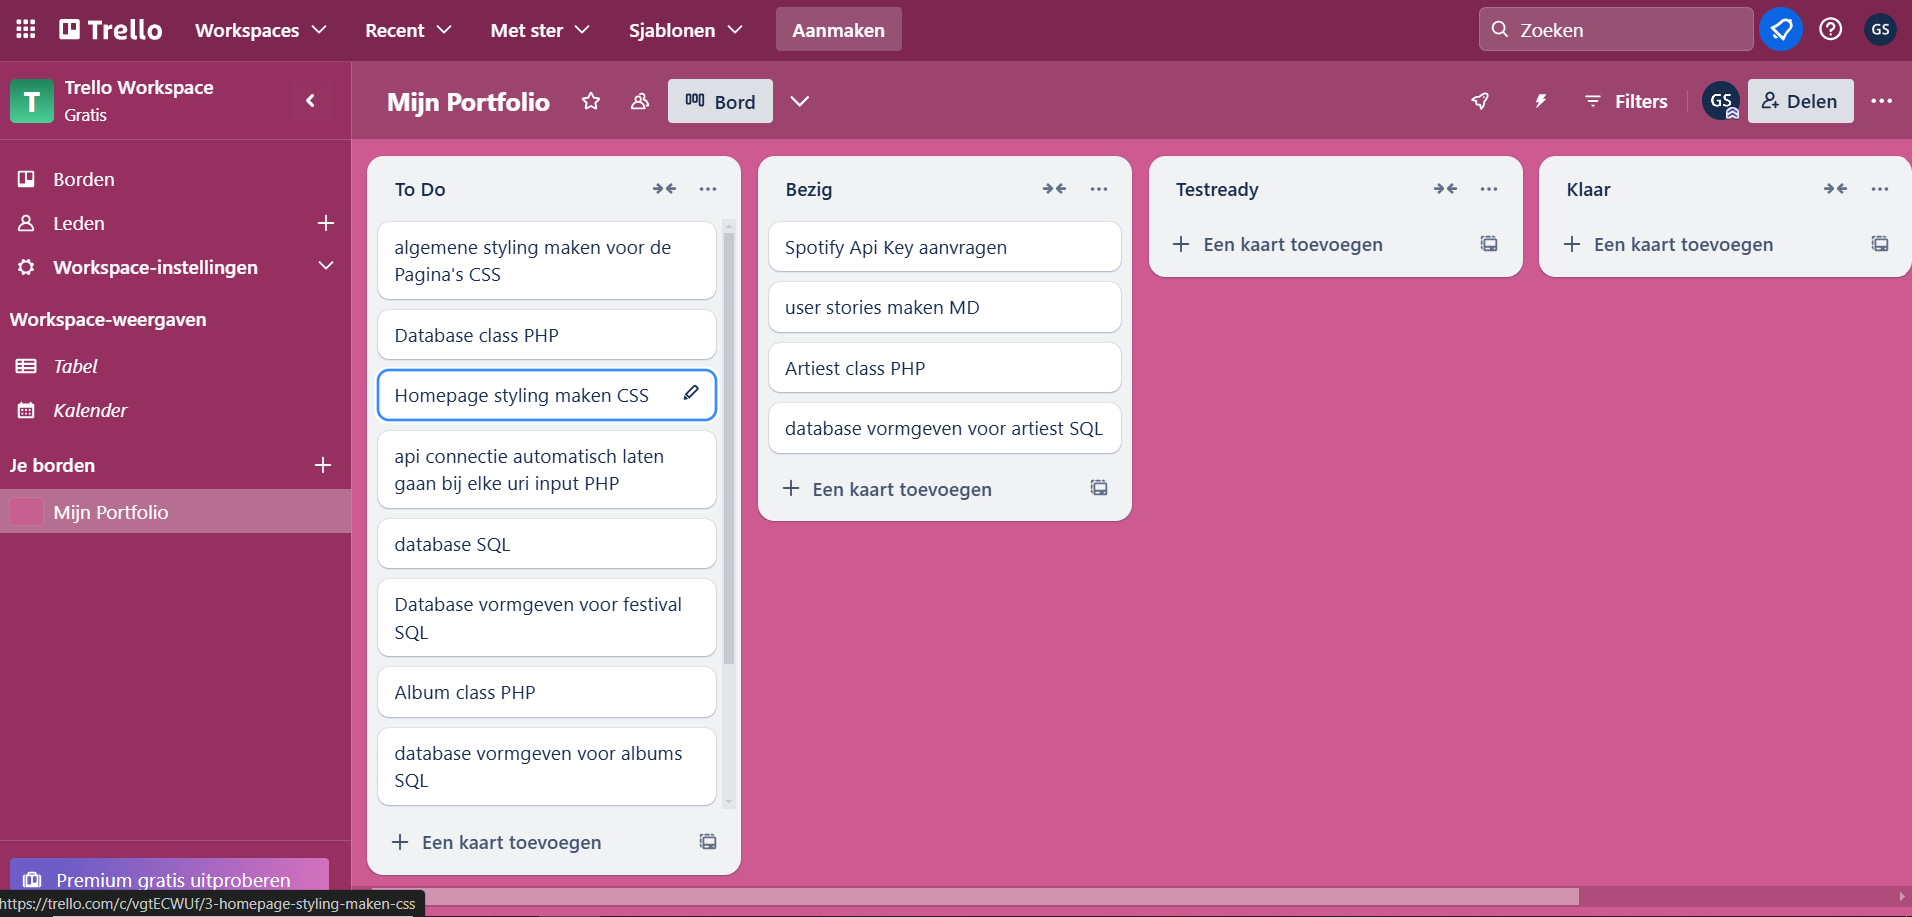 Trello
Workspaces
Recent
Met ster
Sjablonen
Aanmaken
Zoeken
GS
T
Trello Workspace
Gratis
Mijn Portfolio
Bord
Filters
GS
Delen
Borden
Leden
Workspace-instellingen
Workspace-weergaven
Tabel
Kalender
Je borden
Mijn Portfolio
Premium gratis uitproberen
https://trello.com/c/vgtECWUf/3-homepage-styling-maken-css
To Do
algemene styling maken voor de
Pagina's CSS
Database class PHP
Homepage styling maken CSS
api connectie automatisch laten
gaan bij elke uri input PHP
database SQL
Database vormgeven voor festival
SQL
Album class PHP
database vormgeven voor albums
SQL
Een kaart toevoegen
Bezig
Spotify Api Key aanvragen
user stories maken MD
Artiest class PHP
database vormgeven voor artiest SQL
Een kaart toevoegen
Testready
Een kaart toevoegen
Klaar
Een kaart toevoegen